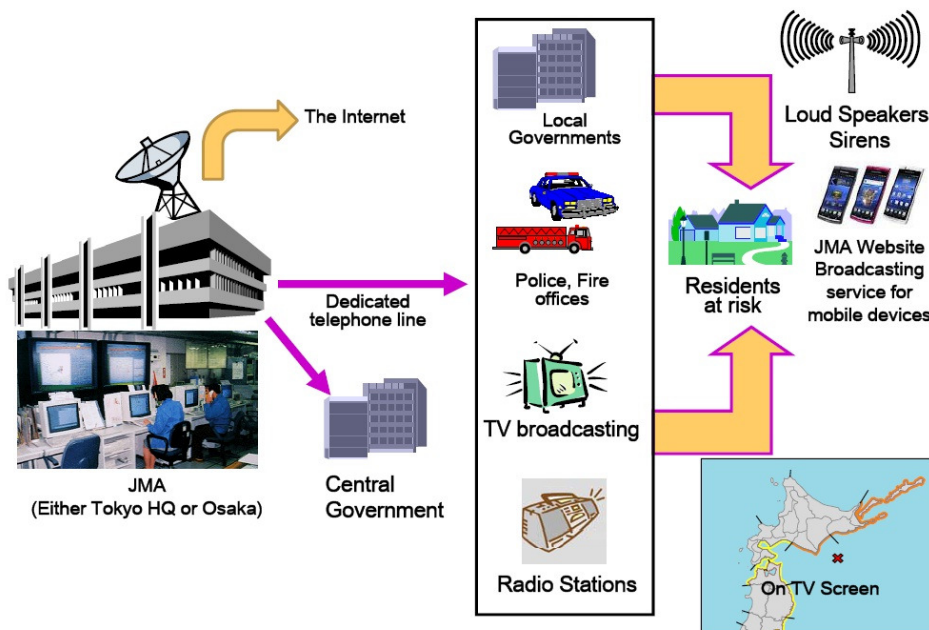 The Internet
Dedicated
telephone line
JMA
(Either Tokyo HQ or Osaka)
Central
Government
Local
Governments
Police, Fire
offices
TV broadcasting
Radio Stations
Residents
at risk
Loud Speakers
Sirens
JMA Website
Broadcasting
service for
mobile devices
On TV Screen